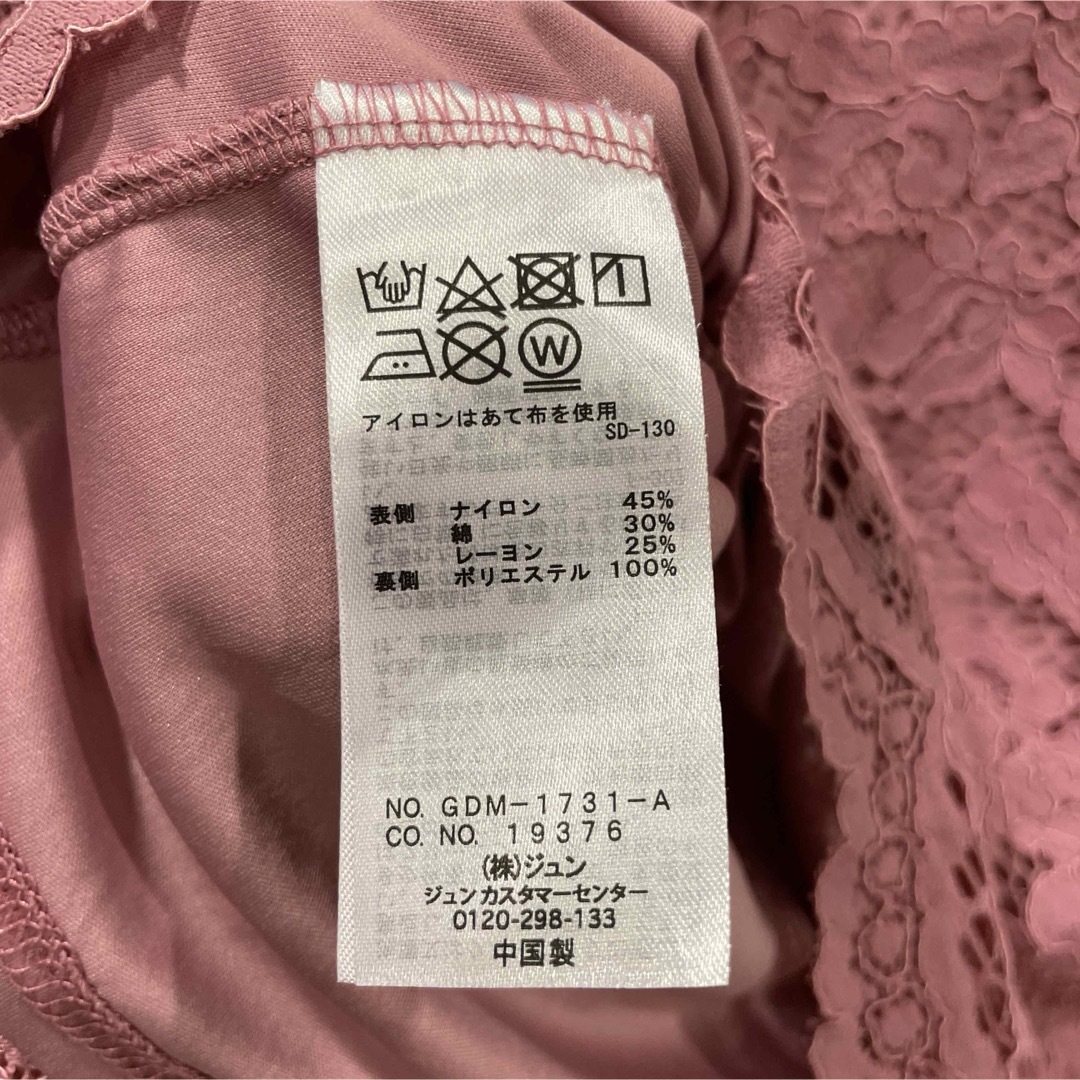 W
アイロンはあて布を使用
SD-130
表側 ナイロン 45%
綿 30%
レーヨン 25%
裏側 ポリエステル 100%
NO. GDM-1731-A
CO. NO. 19376
(株)ジュン
ジュンカスタマーセンター
0120-298-133
中国製